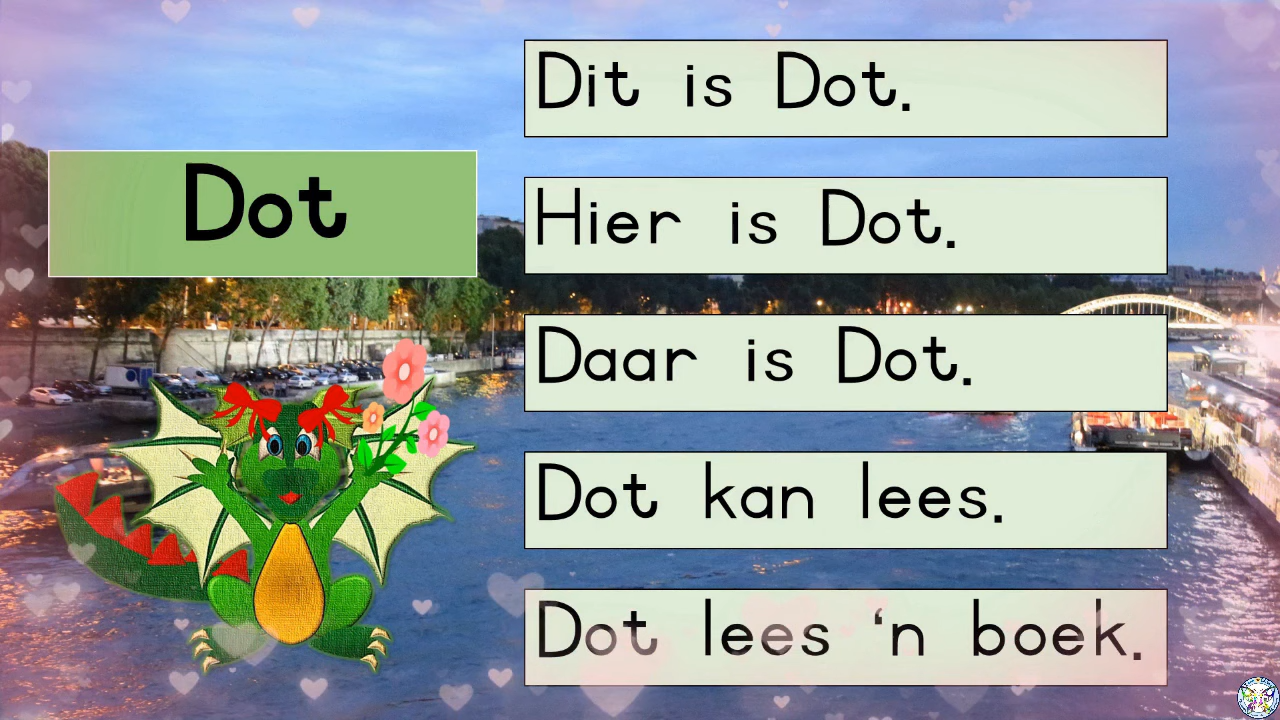 Dot
Dit is Dot.
Hier is Dot.
Daar is Dot.
Dot kan lees.
Dot lees ‘n boek.